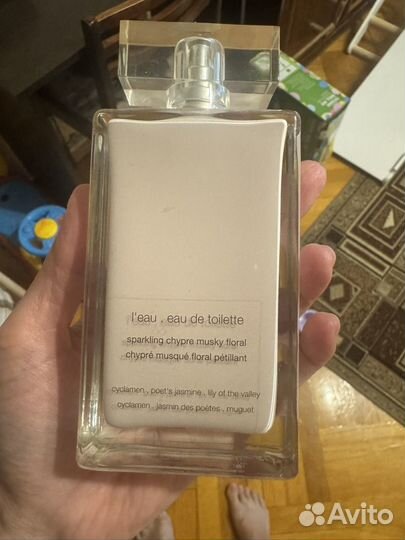 l'eau . eau de toilette
sparkling chypre musky floral
chypré musqué floral pétillant
cyclamen . poet's jasmine . lily of the valley
cyclamen . jasmin des poètes . muguet
Avito